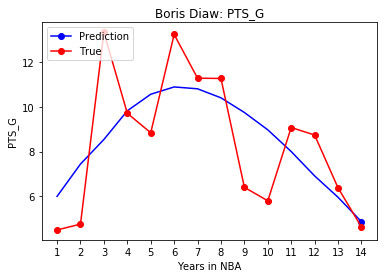 Boris Diaw: PTS_G
Prediction
True
12
10
8
6
PTS_G
1 2 3 4 5 6 7 8 9 10 11 12 13 14
Years in NBA